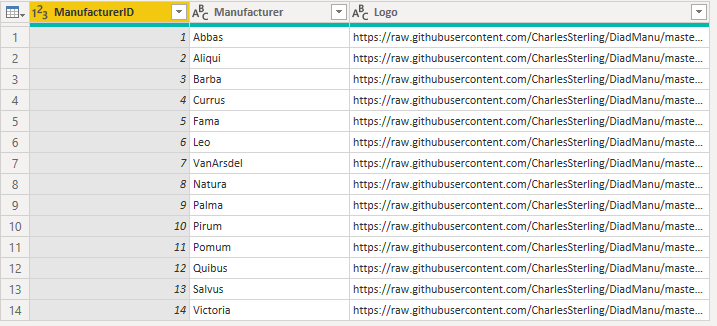 123 ManufacturerID ABC Manufacturer ABC Logo
1 1 Abbas https://raw.githubusercontent.com/CharlesSterling/DiadManu/maste...
2 2 Aliqui https://raw.githubusercontent.com/CharlesSterling/DiadManu/maste...
3 3 Barba https://raw.githubusercontent.com/CharlesSterling/DiadManu/maste...
4 4 Currus https://raw.githubusercontent.com/CharlesSterling/DiadManu/maste...
5 5 Fama https://raw.githubusercontent.com/CharlesSterling/DiadManu/maste...
6 6 Leo https://raw.githubusercontent.com/CharlesSterling/DiadManu/maste...
7 7 VanArsdel https://raw.githubusercontent.com/CharlesSterling/DiadManu/maste...
8 8 Natura https://raw.githubusercontent.com/CharlesSterling/DiadManu/maste...
9 9 Palma https://raw.githubusercontent.com/CharlesSterling/DiadManu/maste...
10 10 Pirum https://raw.githubusercontent.com/CharlesSterling/DiadManu/maste...
11 11 Pomum https://raw.githubusercontent.com/CharlesSterling/DiadManu/maste...
12 12 Quibus https://raw.githubusercontent.com/CharlesSterling/DiadManu/maste...
13 13 Salvus https://raw.githubusercontent.com/CharlesSterling/DiadManu/maste...
14 14 Victoria https://raw.githubusercontent.com/CharlesSterling/DiadManu/maste...